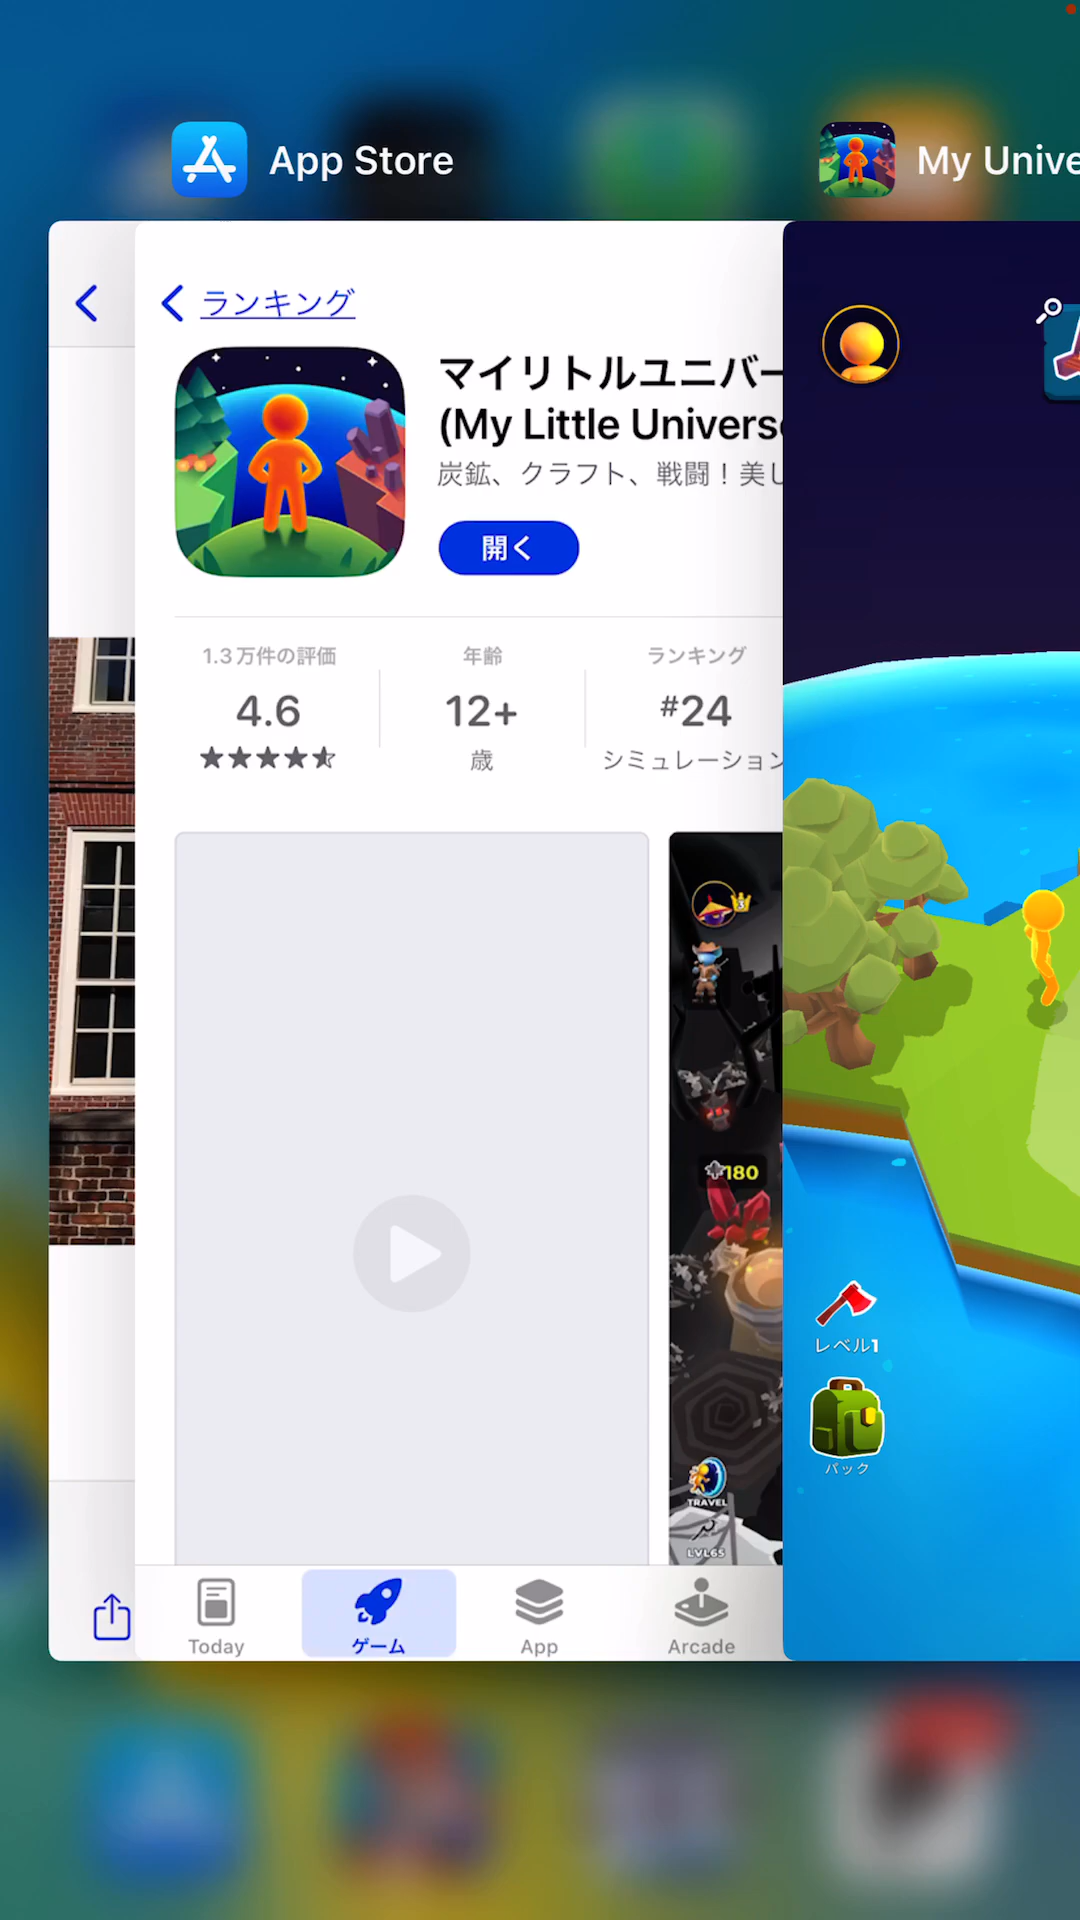 App Store
My Unive
ランキング
マイリトルユニバー
(My Little Universe
炭鉱、クラフト、戦闘！美し
開く
1.3万件の評価
年齢
ランキング
4.6
12+
#24
歳
シミュレーション
3
180
TRAVEL
LVL65
レベル1
パック
Today
ゲーム
App
Arcade